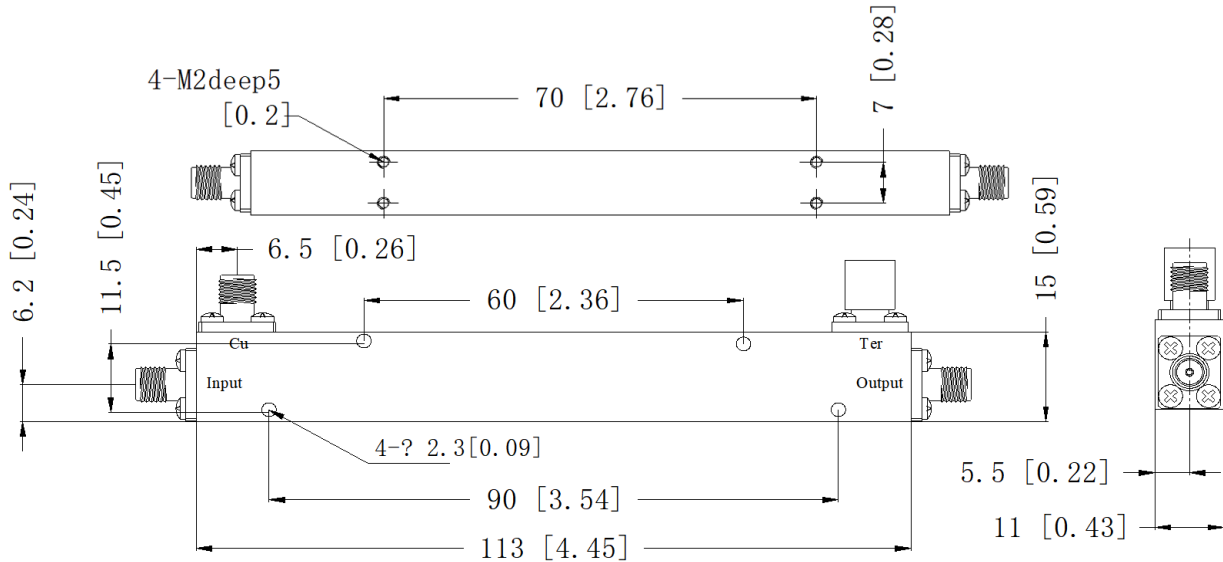 4-M2deep5
[0.2]
70 [2.76]
7 [0.28]
6.2 [0.24]
11.5 [0.45]
6.5 [0.26]
60 [2.36]
15 [0.59]
Cu
Ter
Input
Output
4-? 2.3[0.09]
90 [3.54]
113 [4.45]
5.5 [0.22]
11 [0.43]